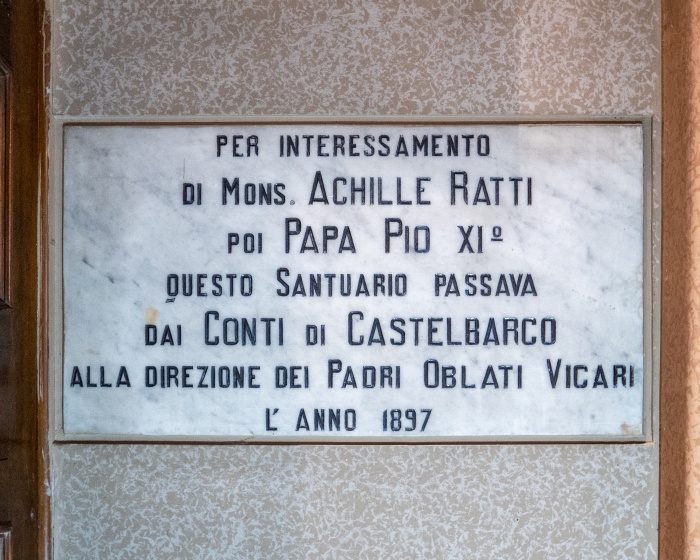 PER INTERESSAMENTO
DI MONS. ACHILLE RATTI
POI PAPA PIO XIº
QUESTO SANTUARIO PASSAVA
DAI CONTI DI CASTELBARCO
ALLA DIREZIONE DEI PADRI OBLATI VICARI
L' ANNO 1897